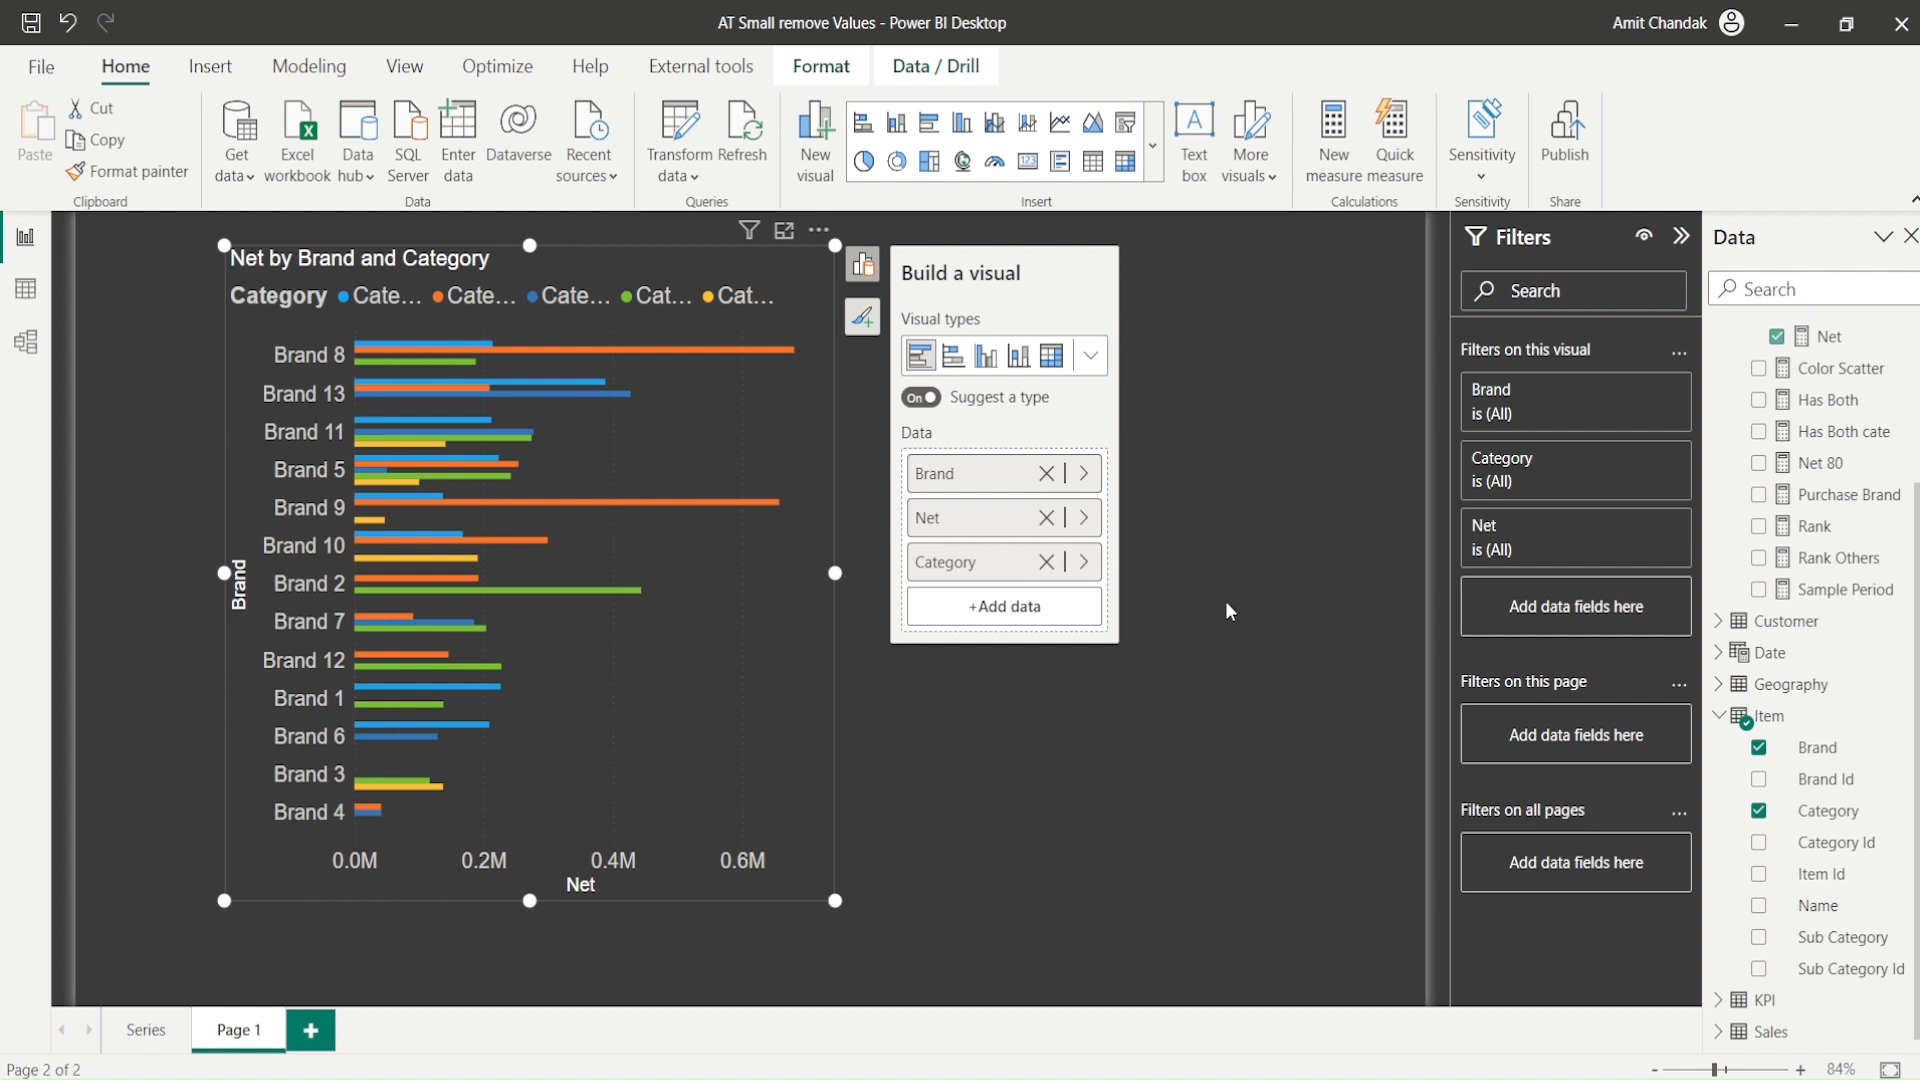 AT Small remove Values - Power BI Desktop
Amit Chandak
File
Home
Insert
Modeling
View
Optimize
Help
External tools
Format
Data / Drill
Paste
Cut
Copy
Format painter
Clipboard
Get data
Excel workbook
Data hub
SQL Server
Enter data
Dataverse
Recent sources
Data
Transform data
Refresh
Queries
New visual
Text box
More visuals
Insert
New measure
Quick measure
Calculations
Sensitivity
Sensitivity
Publish
Share
Net by Brand and Category
Category Cate... Cate... Cate... Cat... Cat...
Brand 8
Brand 13
Brand 11
Brand 5
Brand 9
Brand 10
Brand 2
Brand 7
Brand 12
Brand 1
Brand 6
Brand 3
Brand 4
Brand
0.0M 0.2M 0.4M 0.6M
Net
Build a visual
Visual types
On Suggest a type
Data
Brand
Net
Category
+Add data
Filters
Search
Filters on this visual ...
Brand
is (All)
Category
is (All)
Net
is (All)
Add data fields here
Filters on this page ...
Add data fields here
Filters on all pages ...
Add data fields here
Data
Search
Net
Color Scatter
Has Both
Has Both cate
Net 80
Purchase Brand
Rank
Rank Others
Sample Period
Customer
Date
Geography
Item
Brand
Brand Id
Category
Category Id
Item Id
Name
Sub Category
Sub Category Id
KPI
Sales
Series
Page 1
Page 2 of 2
- + 84%